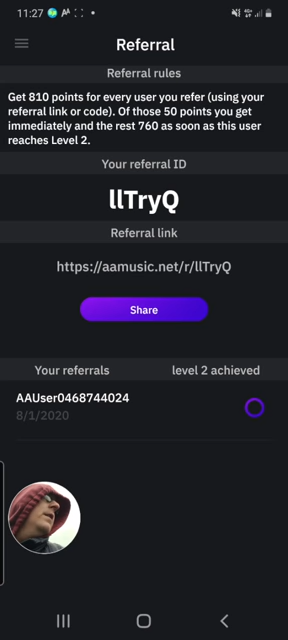 11:27
Referral
Referral rules
Get 810 points for every user you refer (using your
referral link or code). Of those 50 points you get
immediately and the rest 760 as soon as this user
reaches Level 2.
Your referral ID
llTryQ
Referral link
https://aamusic.net/r/llTryQ
Share
Your referrals level 2 achieved
AAUser0468744024
8/1/2020